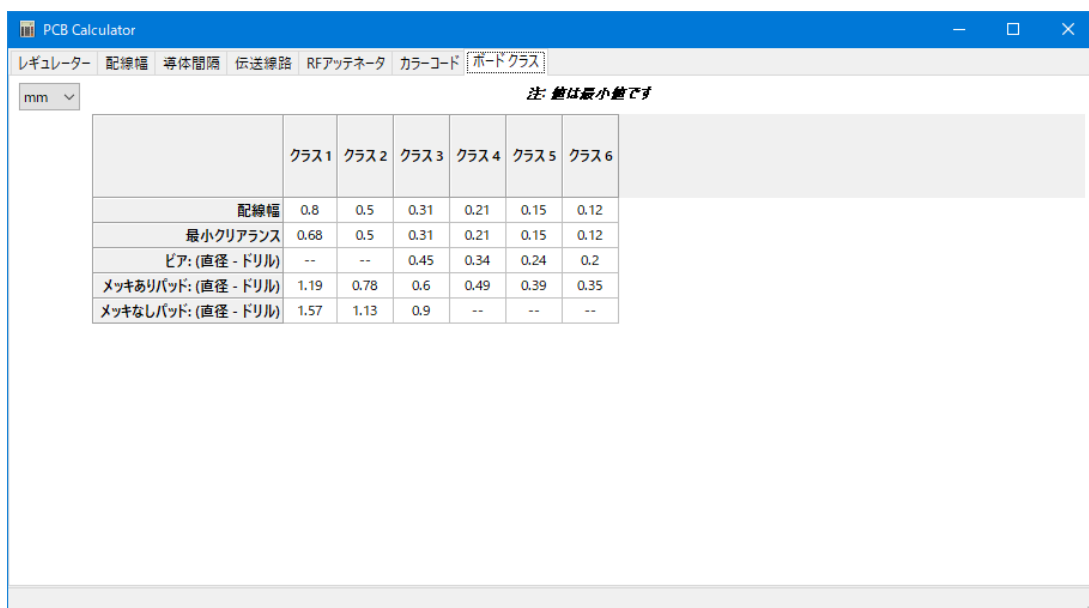 PCB Calculator
レギュレーター 配線幅 導体間隔 伝送線路 RFアッテネータ カラーコード ボードクラス
mm 注: 値は最小値です
クラス 1 クラス 2 クラス 3 クラス 4 クラス 5 クラス 6
配線幅 0.8 0.5 0.31 0.21 0.15 0.12
最小クリアランス 0.68 0.5 0.31 0.21 0.15 0.12
ビア: (直径 - ドリル) -- -- 0.45 0.34 0.24 0.2
メッキありパッド: (直径 - ドリル) 1.19 0.78 0.6 0.49 0.39 0.35
メッキなしパッド: (直径 - ドリル) 1.57 1.13 0.9 -- -- --